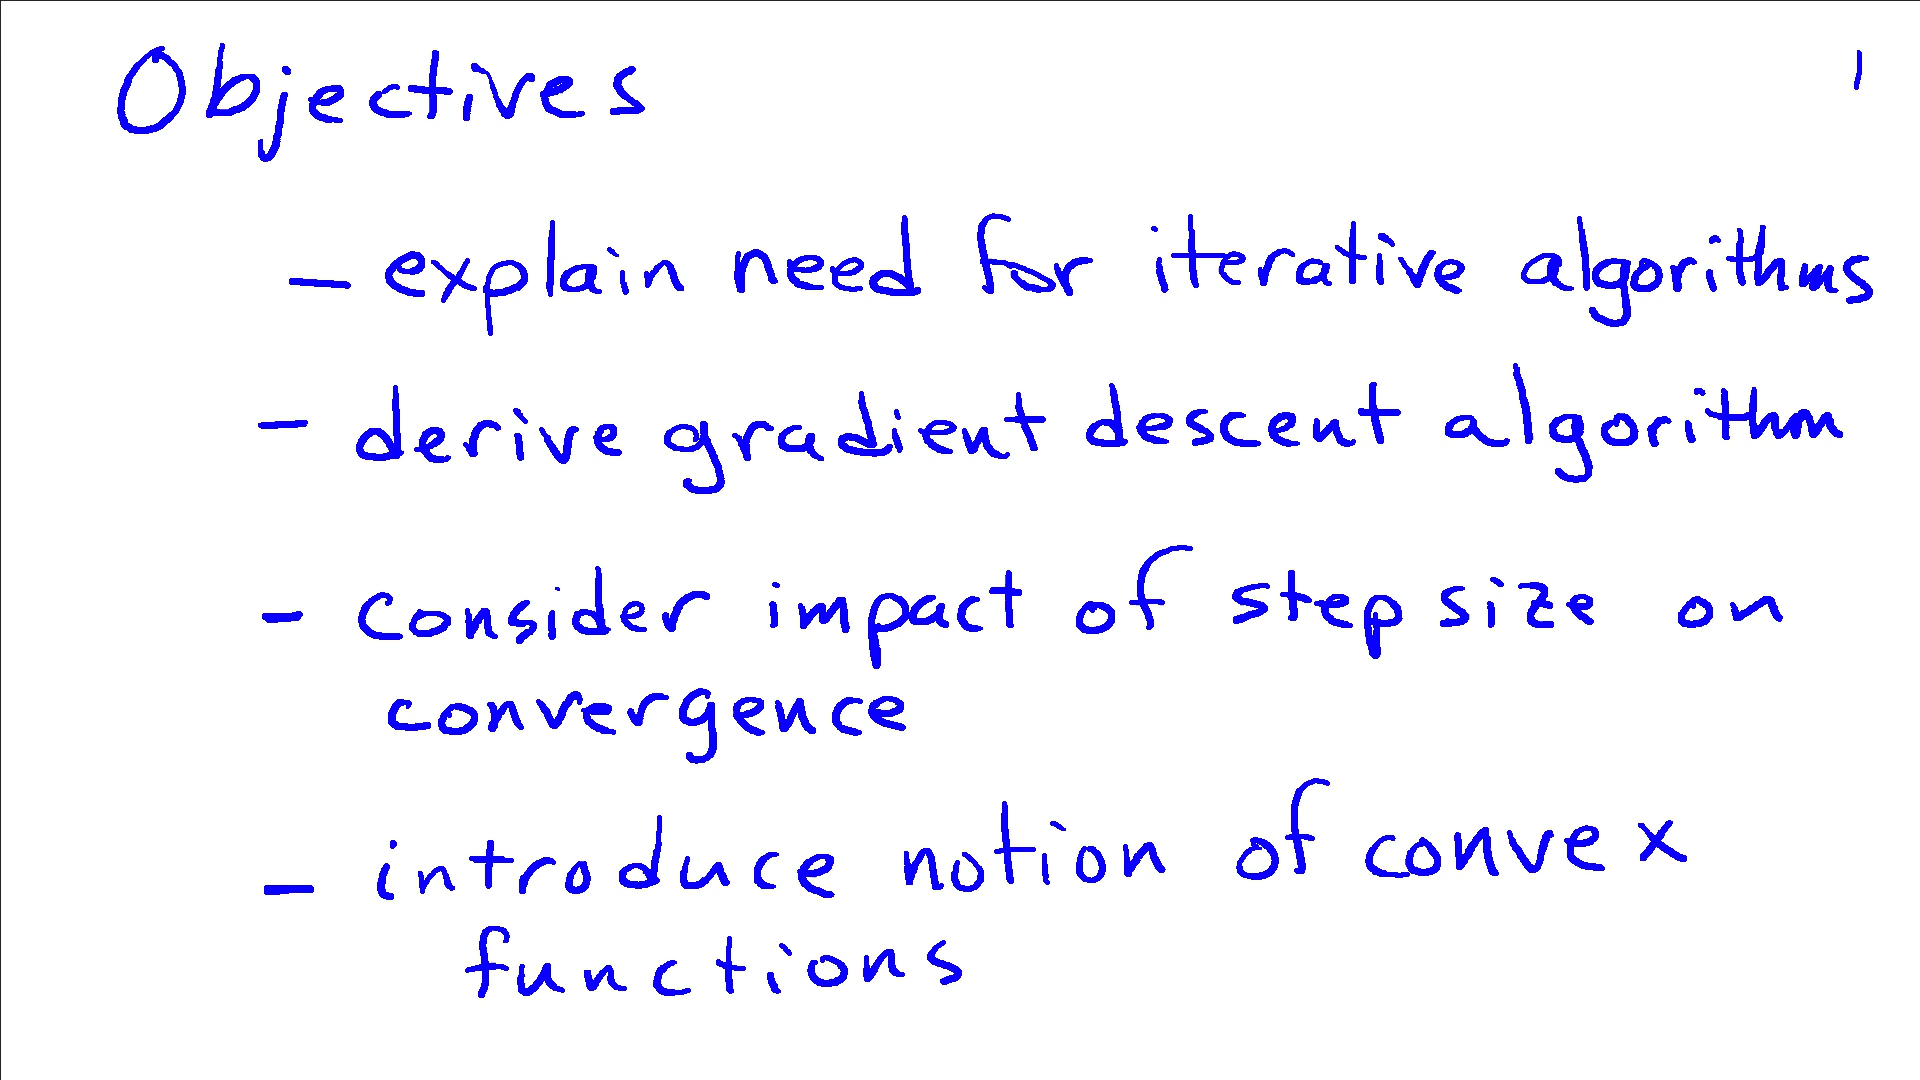 Objectives 1
- explain need for iterative algorithms
- derive gradient descent algorithm
- consider impact of step size on
convergence
- introduce notion of convex
functions